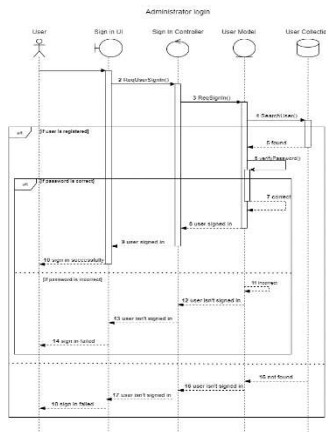 Administrator login
User
Sign in UI
Sign In Controller
User Model
User Collectio
2 ReqUserSignIn()
3 ReqSignIn()
4 SearchUser()
alt
[if user is registered]
5 found
6 verifyPassword()
alt
[if password is correct]
7 correct
8 user signed in
9 user signed in
10 sign in successfully
[if password is incorrect]
11 incorrect
12 user isn't signed in
13 user isn't signed in
14 sign in failed
15 not found
16 user isn't signed in
17 user isn't signed in
sign in failed